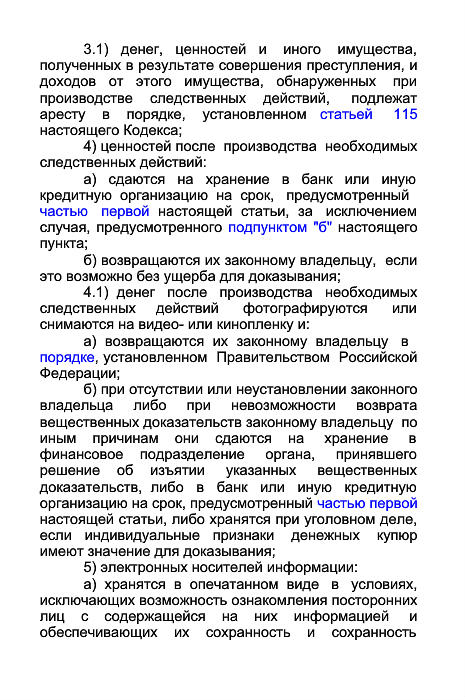 3.1) денег, ценностей и иного имущества,
полученных в результате совершения преступления, и
доходов от этого имущества, обнаруженных при
производстве следственных действий, подлежат
аресту в порядке, установленном статьей 115
настоящего Кодекса;
4) ценностей после производства необходимых
следственных действий:
а) сдаются на хранение в банк или иную
кредитную организацию на срок, предусмотренный
частью первой настоящей статьи, за исключением
случая, предусмотренного подпунктом "б" настоящего
пункта;
б) возвращаются их законному владельцу, если
это возможно без ущерба для доказывания;
4.1) денег после производства необходимых
следственных действий фотографируются или
снимаются на видео- или кинопленку и:
а) возвращаются их законному владельцу в
порядке, установленном Правительством Российской
Федерации;
б) при отсутствии или неустановлении законного
владельца либо при невозможности возврата
вещественных доказательств законному владельцу по
иным причинам они сдаются на хранение в
финансовое подразделение органа, принявшего
решение об изъятии указанных вещественных
доказательств, либо в банк или иную кредитную
организацию на срок, предусмотренный частью первой
настоящей статьи, либо хранятся при уголовном деле,
если индивидуальные признаки денежных купюр
имеют значение для доказывания;
5) электронных носителей информации:
а) хранятся в опечатанном виде в условиях,
исключающих возможность ознакомления посторонних
лиц с содержащейся на них информацией и
обеспечивающих их сохранность и сохранность